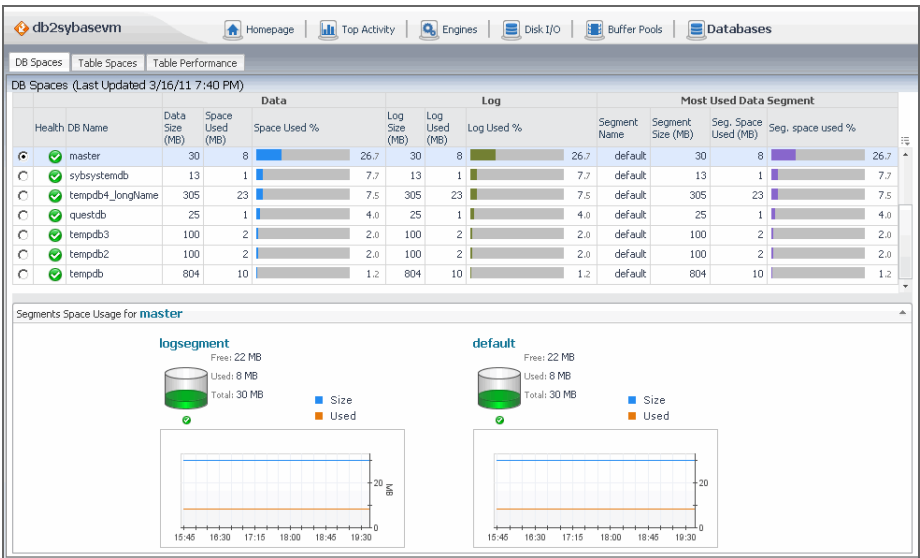 db2sybasevm Homepage Top Activity Engines Disk I/O Buffer Pools Databases
DB Spaces Table Spaces Table Performance
DB Spaces (Last Updated 3/16/11 7:40 PM)
Data Log Most Used Data Segment
Health DB Name Data Size (MB) Space Used (MB) Space Used % Log Size (MB) Log Used (MB) Log Used % Segment Name Segment Size (MB) Seg. Space Used (MB) Seg. space used %
master 30 8 26.7 30 8 26.7 default 30 8 26.7
sybsystemdb 13 1 7.7 13 1 7.7 default 13 1 7.7
tempdb4_longName 305 23 7.5 305 23 7.5 default 305 23 7.5
questdb 25 1 4.0 25 1 4.0 default 25 1 4.0
tempdb3 100 2 2.0 100 2 2.0 default 100 2 2.0
tempdb2 100 2 2.0 100 2 2.0 default 100 2 2.0
tempdb 804 10 1.2 804 10 1.2 default 804 10 1.2
Segments Space Usage for master
logsegment
Free: 22 MB
Used: 8 MB
Total: 30 MB
Size
Used
20
MB
0
15:45 16:30 17:15 18:00 18:45 19:30
default
Free: 22 MB
Used: 8 MB
Total: 30 MB
Size
Used
20
0
15:45 16:30 17:15 18:00 18:45 19:30